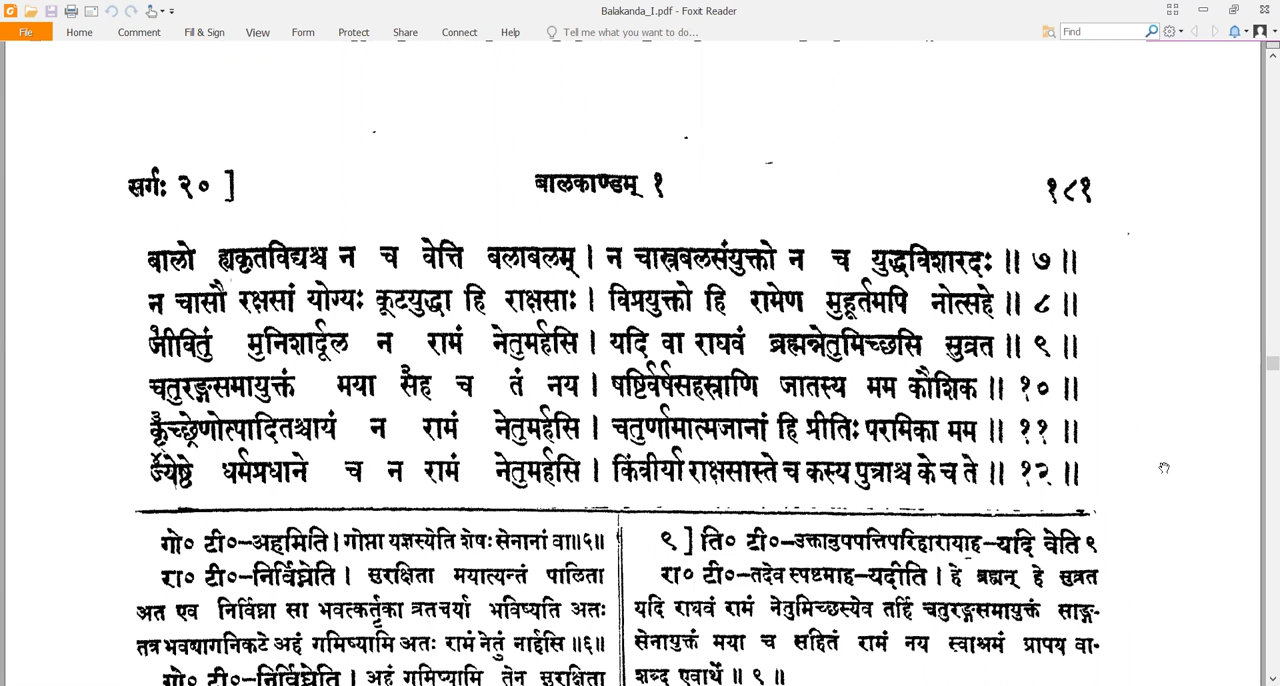 Balakanda_I.pdf - Foxit Reader
File Home Comment Fill & Sign View Form Protect Share Connect Help Tell me what you want to do... Find
सर्गः २० ] बालकाण्डम् १ १८१
बालो ह्यकृतविद्यश्च न च वेत्ति बलाबलम् । न चास्त्रबलसंयुक्तो न च युद्धविशारदः ॥ ७ ॥
न चासौ रक्षसां योग्यः कूटयुद्धा हि राक्षसाः । विप्रयुक्तो हि रामेण मुहूर्तमपि नोत्सहे ॥ ८ ॥
जीवितुं मुनिशार्दूल न रामं नेतुमर्हसि । यदि वा राघवं ब्रह्मन्नेतुमिच्छसि सुव्रत ॥ ९ ॥
चतुरङ्गसमायुक्तं मया सह च तं नय । षष्टिर्वर्षसहस्राणि जातस्य मम कौशिक ॥ १० ॥
कृच्छ्रेणोत्पादितश्चायं न रामं नेतुमर्हसि । चतुर्णामात्मजानां हि प्रीतिः परमिका मम ॥ ११ ॥
ज्येष्ठे धर्मप्रधाने च न रामं नेतुमर्हसि । किंवीर्या राक्षसास्ते च कस्य पुत्राश्च के च ते ॥ १२ ॥
गो० टी०-अहमिति । गोप्ता यज्ञस्येति शेषः सेनानां वा॥६॥
रा० टी०-निर्विघ्नेति । सुरक्षिता मयात्यन्तं पालिता
अत एव निर्विघ्ना सा भवत्कर्तृका व्रतचर्या भविष्यति अतः
तत्र भवद्यागनिकटे अहं गमिष्यामि अतः रामं नेतुं नार्हसि ॥६॥
गो० टी०-निर्विघ्नेति । अहं गमिष्यामि तेन सुरक्षिता
९ ] ति० टी०-उक्तानुपपत्तिपरिहारायाह-यदि वेति ९
रा० टी०-तदेव स्पष्टमाह-यदीति । हे ब्रह्मन् हे सुव्रत
यदि राघवं रामं नेतुमिच्छस्येव तर्हि चतुरङ्गसमायुक्तं साङ्ग-
सेनायुक्तं मया च सहितं रामं नय स्वाश्रमं प्रापय वा-
शब्द एवार्थे ॥ ९ ॥